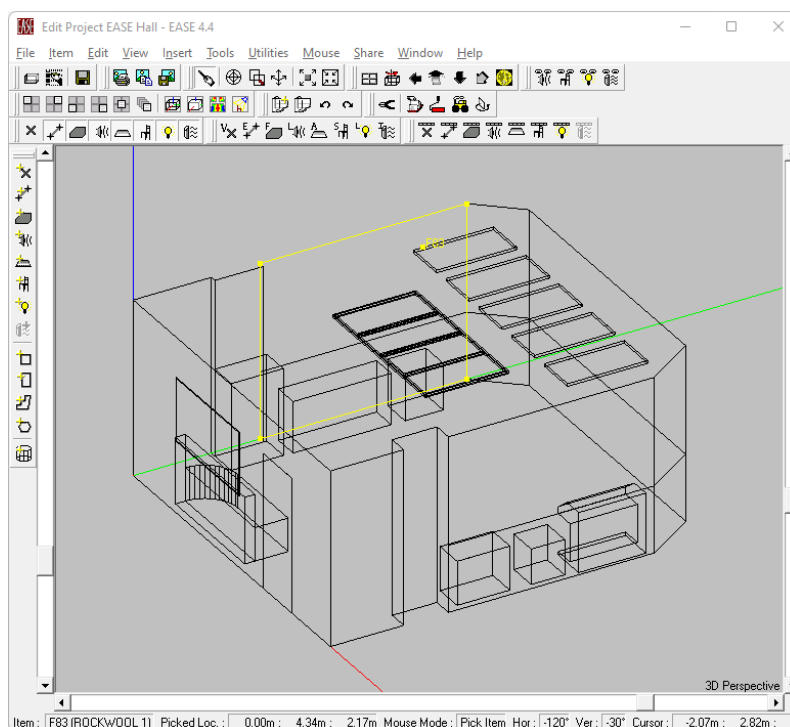 Edit Project EASE Hall - EASE 4.4
File Item Edit View Insert Tools Utilities Mouse Share Window Help
F83
3D Perspective
Item : F83 (ROCKWOOL 1) Picked Loc. : 0.00m : 4.34m : 2.17m Mouse Mode : Pick Item Hor : -120° Ver : -30° Cursor : -2.07m : 2.82m :